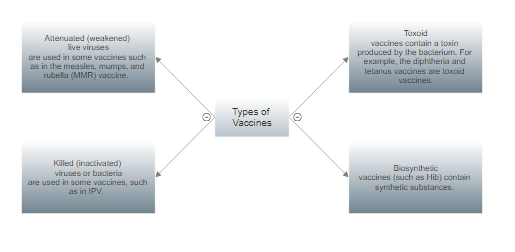 Attenuated (weakened)
live viruses
are used in some vaccines such
as in the measles, mumps, and
rubella (MMR) vaccine.
Toxoid
vaccines contain a toxin
produced by the bacterium. For
example, the diphtheria and
tetanus vaccines are toxoid
vaccines.
Types of
Vaccines
Killed (inactivated)
viruses or bacteria
are used in some vaccines, such
as in IPV.
Biosynthetic
vaccines (such as Hib) contain
synthetic substances.